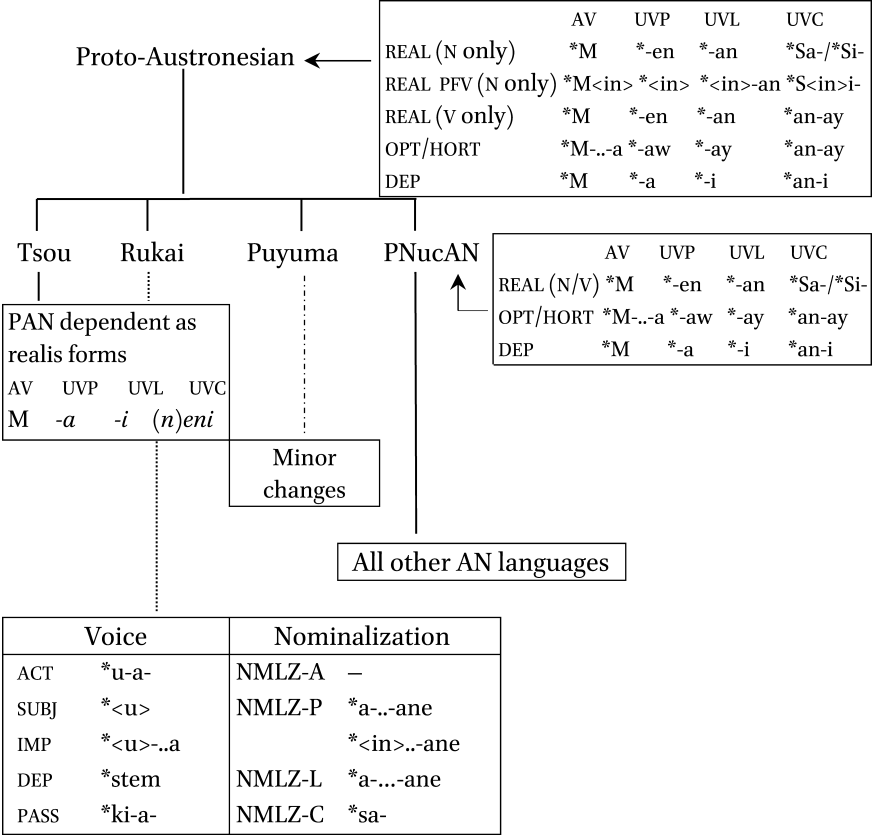 AV UVP UVL UVC
Proto-Austronesian
REAL (N only) *M *-en *-an *Sa-/*Si-
REAL PFV (N only) *M<in> *<in> *<in>-an *S<in>i-
REAL (V only) *M *-en *-an *an-ay
OPT/HORT *M-..-a *-aw *-ay *an-ay
DEP *M *-a *-i *an-i
Tsou Rukai Puyuma PNucAN
AV UVP UVL UVC
REAL (N/V) *M *-en *-an *Sa-/*Si-
OPT/HORT *M-..-a *-aw *-ay *an-ay
DEP *M *-a *-i *an-i
PAN dependent as
realis forms
AV UVP UVL UVC
M -a -i (n)eni
Minor
changes
All other AN languages
Voice Nominalization
ACT *u-a- NMLZ-A –
SUBJ *<u> NMLZ-P *a-..-ane
IMP *<u>-..a *<in>..-ane
DEP *stem NMLZ-L *a-...-ane
PASS *ki-a- NMLZ-C *sa-